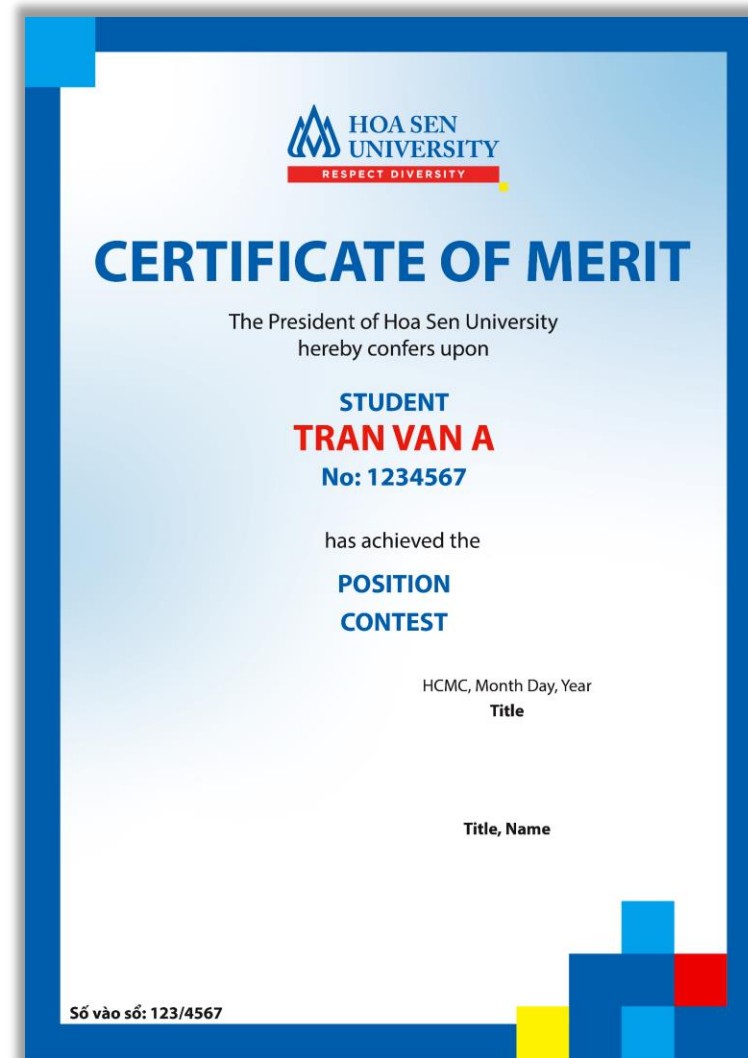 HOA SEN
UNIVERSITY
RESPECT DIVERSITY
CERTIFICATE OF MERIT
The President of Hoa Sen University
hereby confers upon
STUDENT
TRAN VAN A
No: 1234567
has achieved the
POSITION
CONTEST
HCMC, Month Day, Year
Title
Title, Name
Số vào sổ: 123/4567